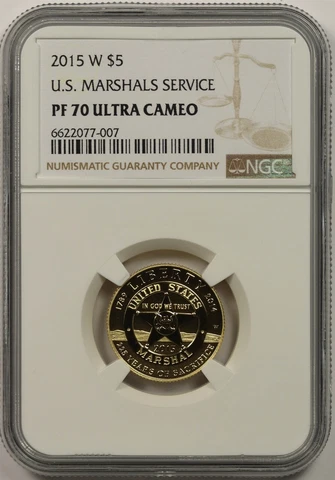 2015 W $5
U.S. MARSHALS SERVICE
PF 70 ULTRA CAMEO
6622077-007
NUMISMATIC GUARANTY COMPANY
NGC
LIBERTY
1789
2014
UNITED STATES
IN GOD WE TRUST
W
2015
MARSHAL
225 YEARS OF SACRIFICE